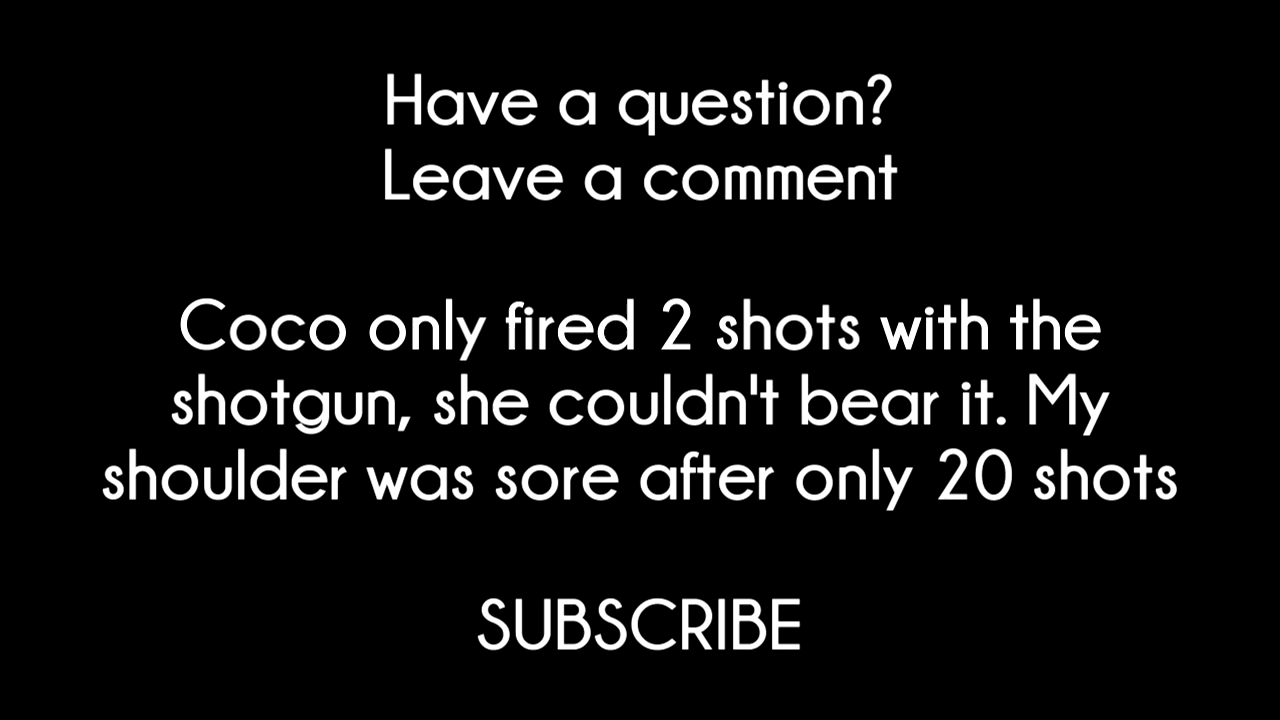 Have a question?
Leave a comment
Coco only fired 2 shots with the
shotgun, she couldn't bear it. My
shoulder was sore after only 20 shots
SUBSCRIBE